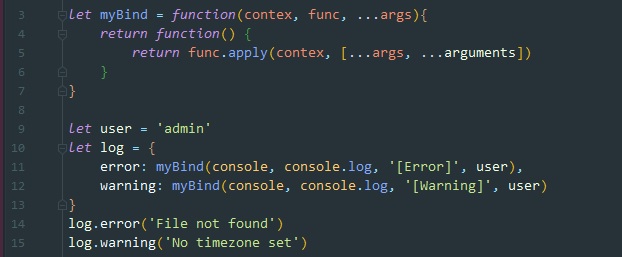 3 let myBind = function(contex, func, ...args){
4 return function() {
5 return func.apply(contex, [...args, ...arguments])
6 }
7 }
8
9 let user = 'admin'
10 let log = {
11 error: myBind(console, console.log, '[Error]', user),
12 warning: myBind(console, console.log, '[Warning]', user)
13 }
14 log.error('File not found')
15 log.warning('No timezone set')